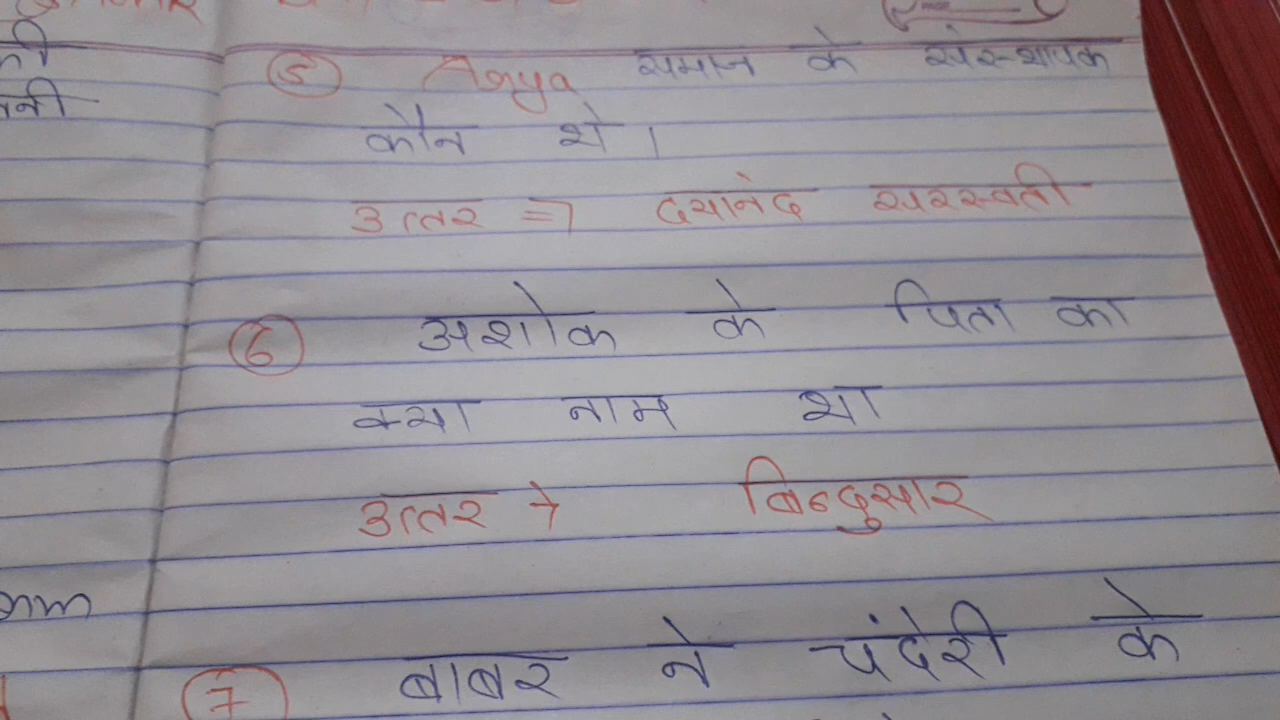 की
त्नी
⑤ Arya समाज के संस्थापक
कौन थे ।
उत्तर => दयानंद सरस्वती
⑥ अशोक के पिता का
क्या नाम था
उत्तर → बिन्दुसार
⑦ बाबर ने चंदेरी के